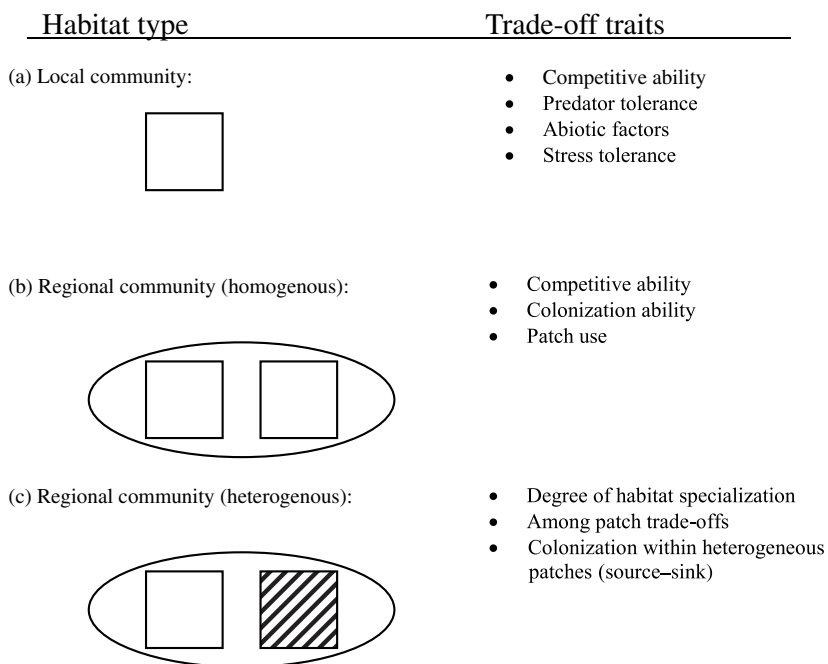 Habitat type Trade-off traits
(a) Local community:
• Competitive ability
• Predator tolerance
• Abiotic factors
• Stress tolerance
(b) Regional community (homogenous):
• Competitive ability
• Colonization ability
• Patch use
(c) Regional community (heterogenous):
• Degree of habitat specialization
• Among patch trade-offs
• Colonization within heterogeneous
patches (source–sink)